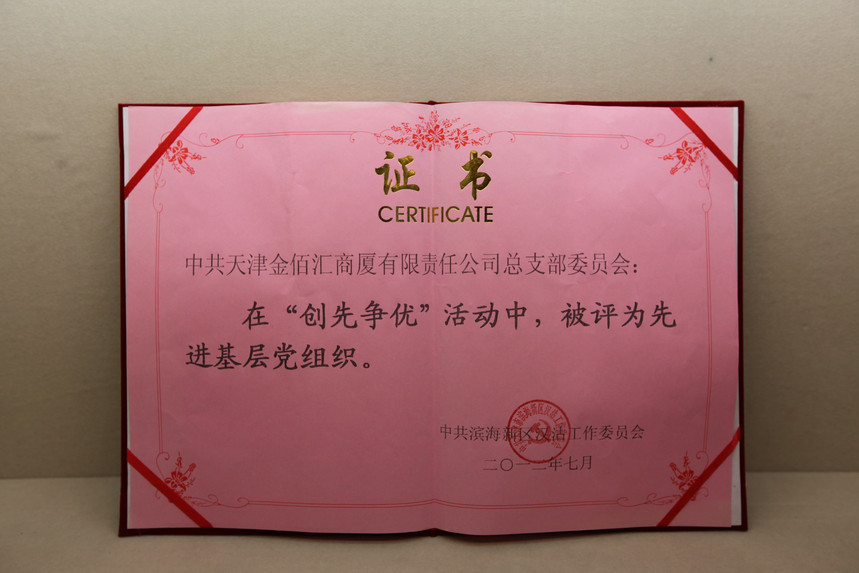 证 书
CERTIFICATE
中共天津金佰汇商厦有限责任公司总支部委员会：
在“创先争优”活动中，被评为先
进基层党组织。
中共滨海新区汉沽工作委员会
二〇一二年七月